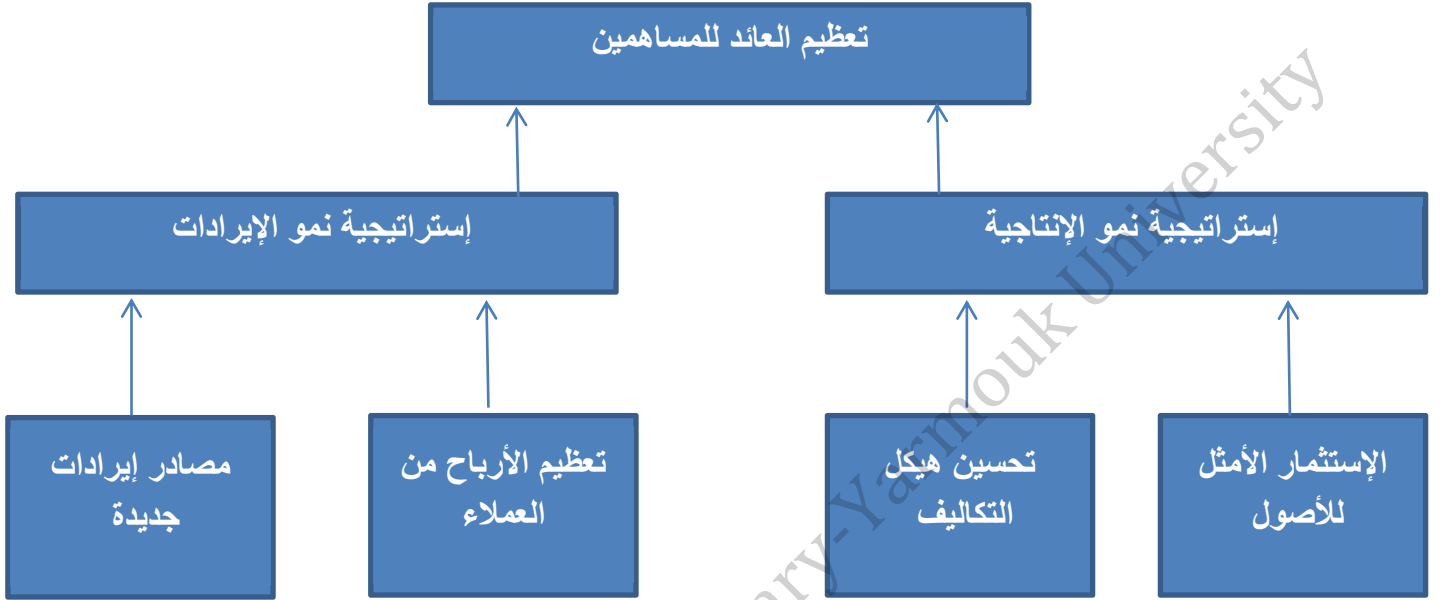 تعظيم العائد للمساهمين
إستراتيجية نمو الإنتاجية
إستراتيجية نمو الإيرادات
الإستثمار الأمثل
للأصول
تحسين هيكل
التكاليف
تعظيم الأرباح من
العملاء
مصادر إيرادات
جديدة
ary-Yarmouk University